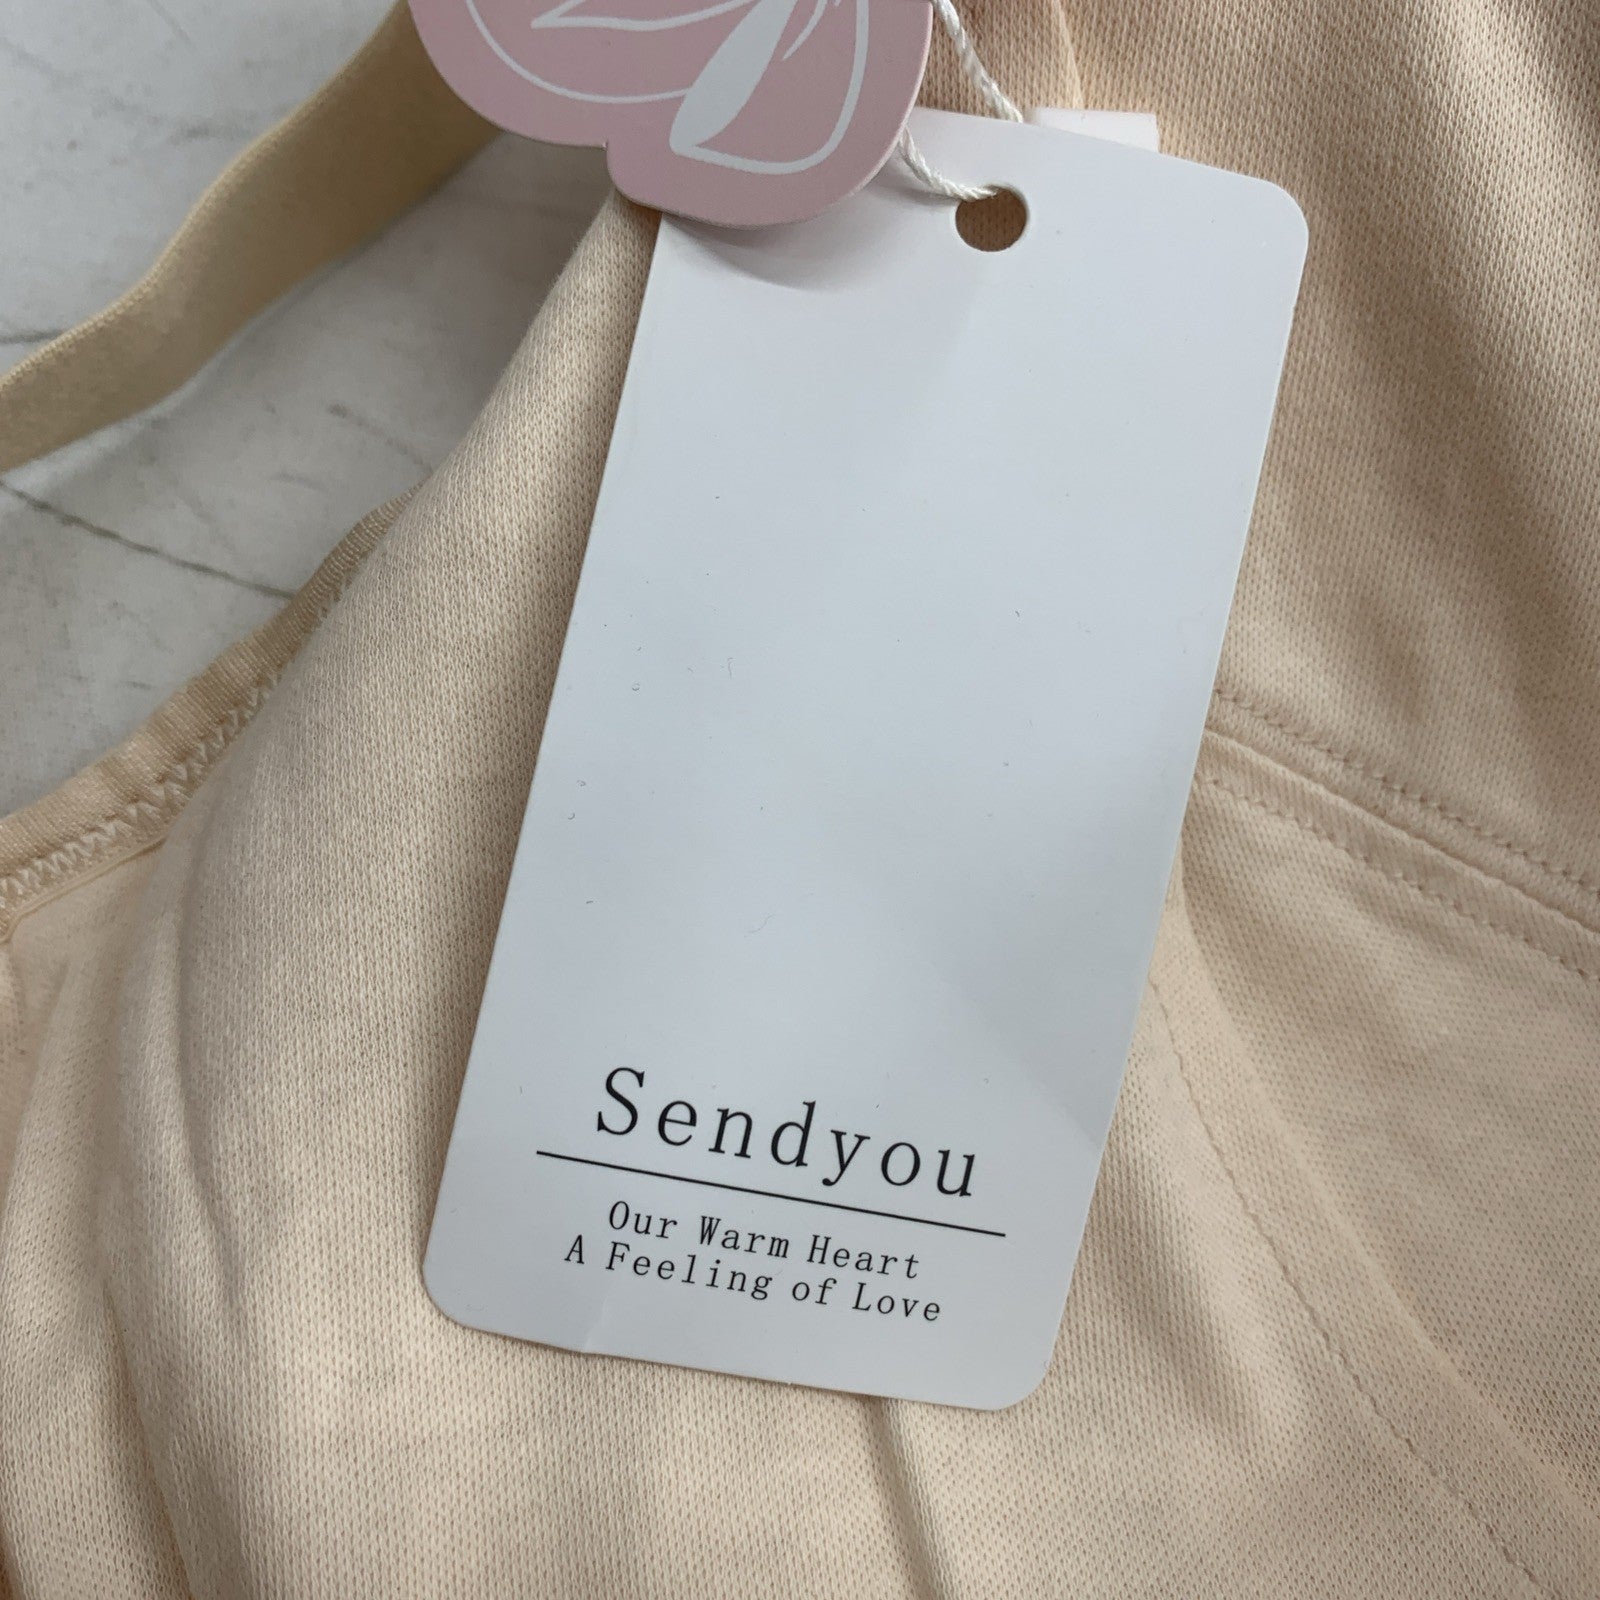 Sendyou
Our Warm Heart
A Feeling of Love